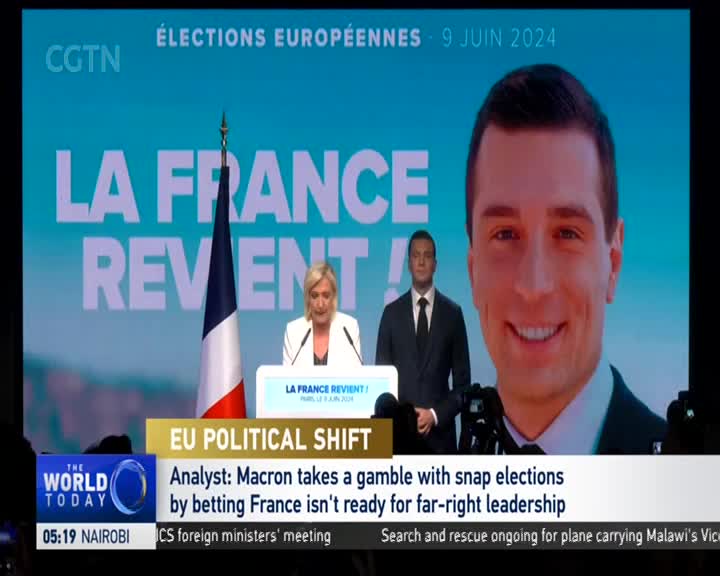 ÉLECTIONS EUROPÉENNES · 9 JUIN 2024
CGTN
LA FRANCE
REVIENT !
LA FRANCE REVIENT !
PARIS, LE 9 JUIN 2024
EU POLITICAL SHIFT
Analyst: Macron takes a gamble with snap elections
by betting France isn't ready for far-right leadership
THE
WORLD
TODAY
05:19 NAIROBI
foreign ministers' meeting
Search and rescue ongoing for plane carrying Malawi's Vice